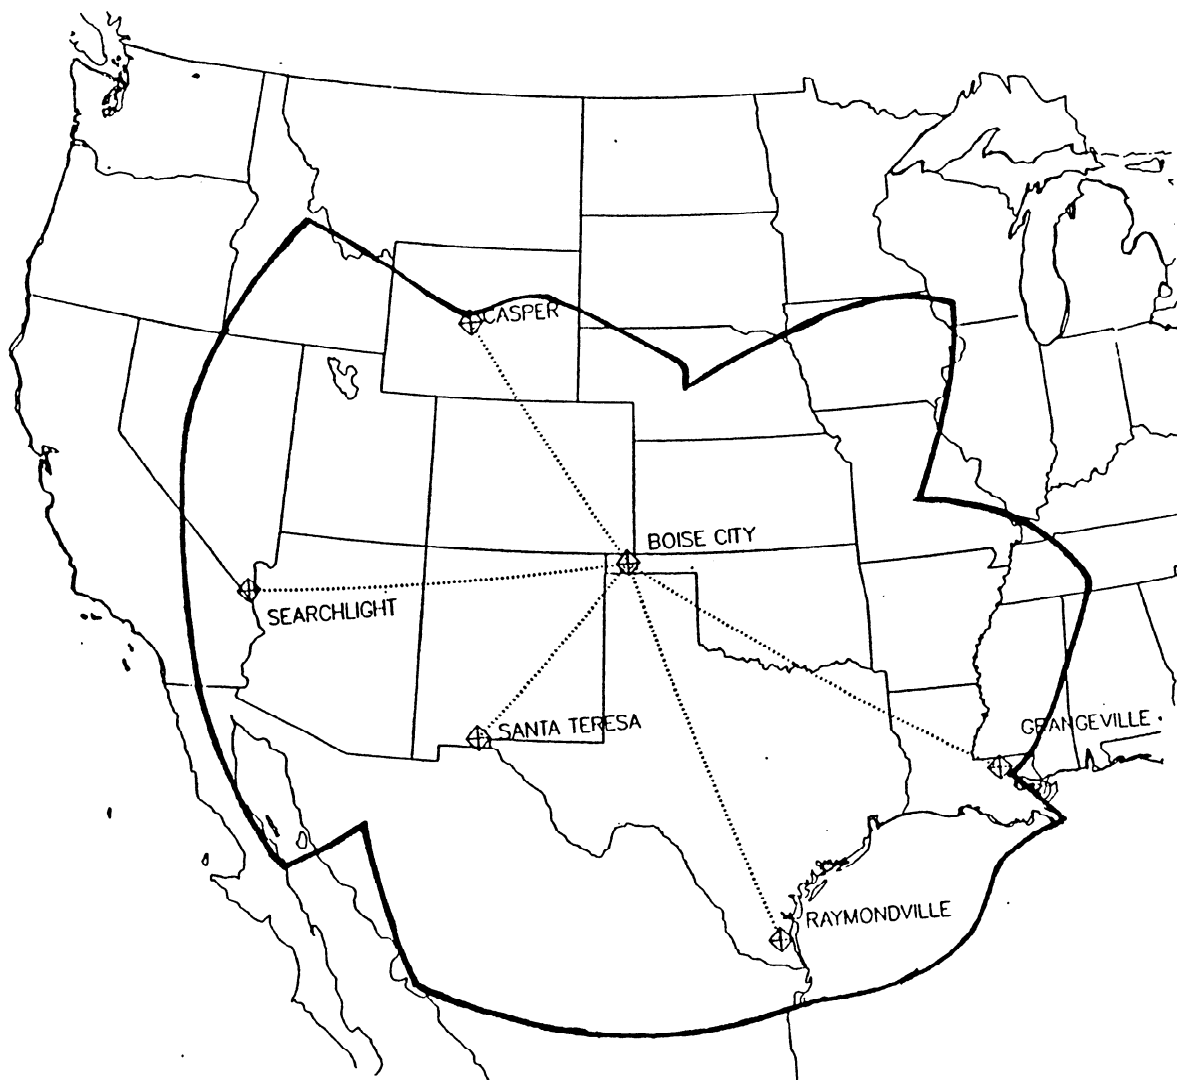 CASPER
BOISE CITY
SEARCHLIGHT
SANTA TERESA
GRANGEVILLE
RAYMONDVILLE